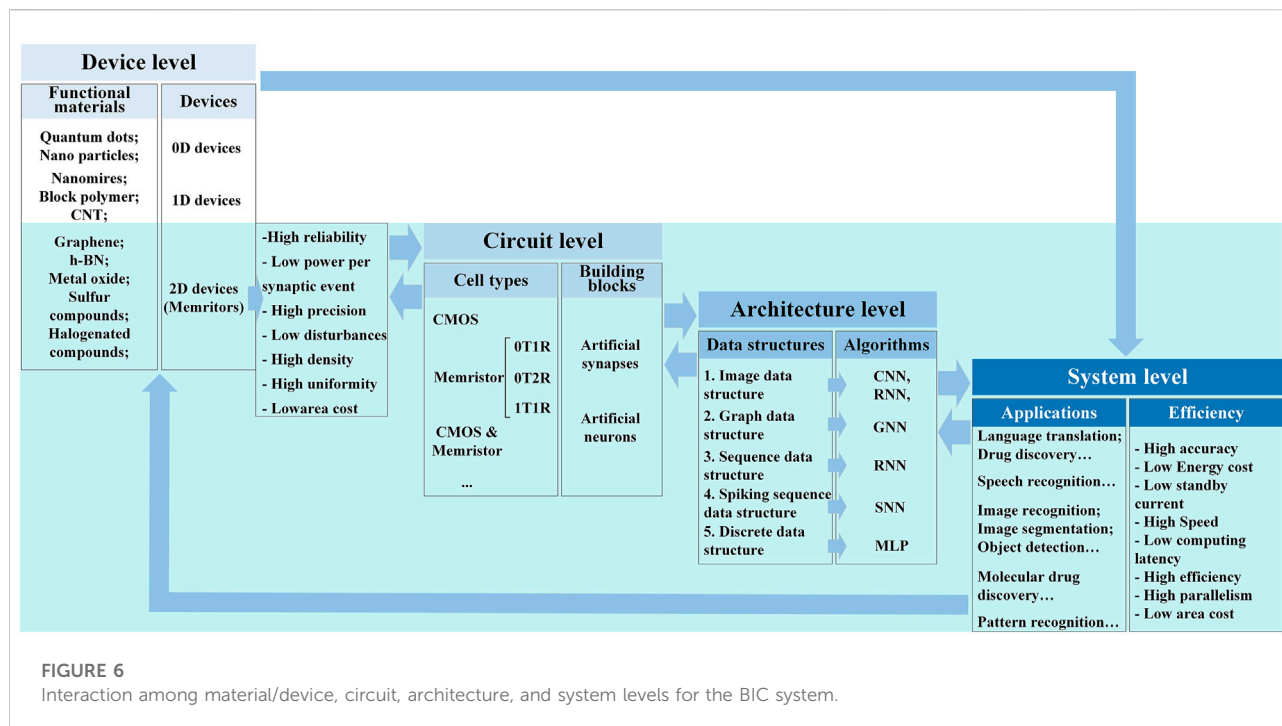 Device level
Functional
materials
Devices
Quantum dots;
Nano particles;
0D devices
Nanomires;
Block polymer;
CNT;
1D devices
Graphene;
h-BN;
Metal oxide;
Sulfur
compounds;
Halogenated
compounds;
2D devices
(Memritors)
-High reliability
- Low power per
synaptic event
- High precision
- Low disturbances
- High density
- High uniformity
- Lowarea cost
Circuit level
Cell types
Building
blocks
CMOS
Memristor
0T1R
0T2R
1T1R
CMOS &
Memristor
...
Artificial
synapses
Artificial
neurons
Architecture level
Data structures
Algorithms
1. Image data
structure
CNN,
RNN,
2. Graph data
structure
GNN
3. Sequence data
structure
RNN
4. Spiking sequence
data structure
SNN
5. Discrete data
structure
MLP
System level
Applications
Efficiency
Language translation;
Drug discovery…
Speech recognition…
Image recognition;
Image segmentation;
Object detection…
Molecular drug
discovery…
Pattern recognition…
- High accuracy
- Low Energy cost
- Low standby
current
- High Speed
- Low computing
latency
- High efficiency
- High parallelism
- Low area cost
FIGURE 6
Interaction among material/device, circuit, architecture, and system levels for the BIC system.